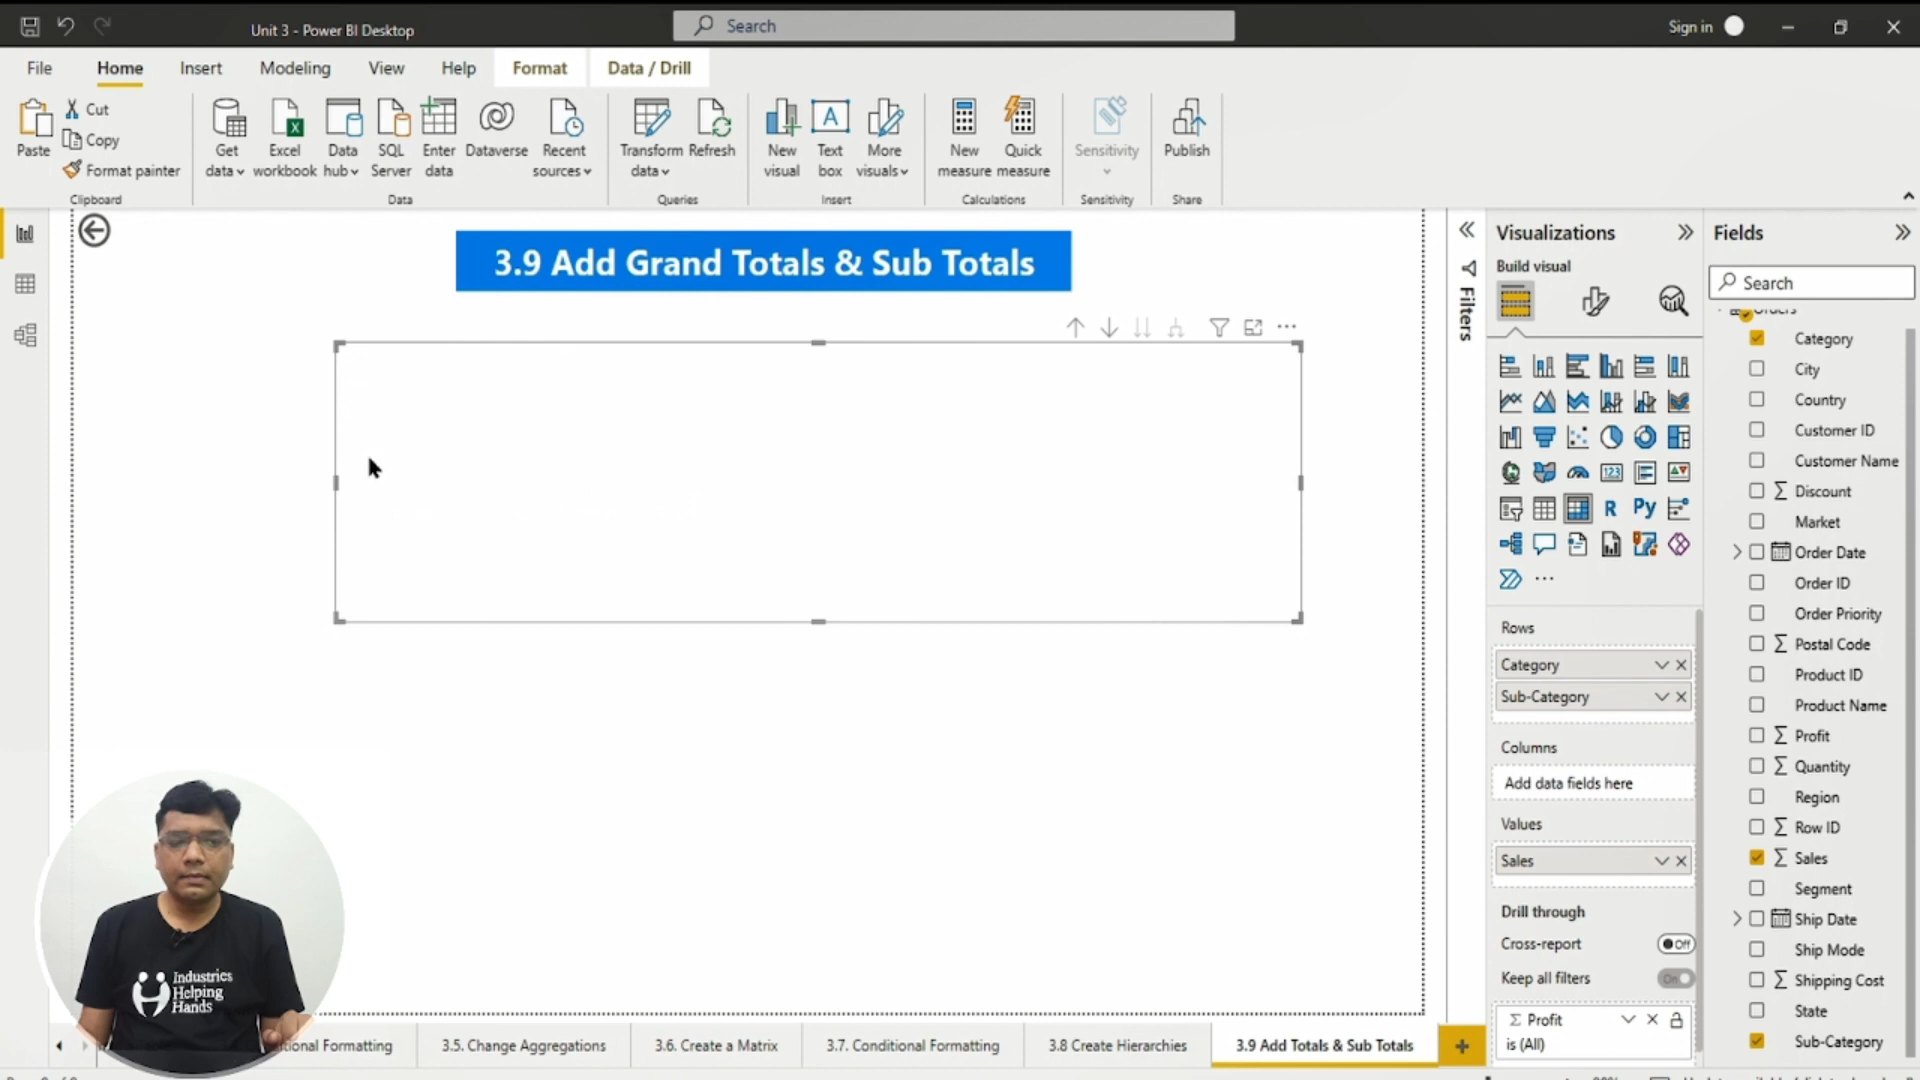 Unit 3 - Power BI Desktop
Search
Sign in
File
Home
Insert
Modeling
View
Help
Format
Data / Drill
Paste
Cut
Copy
Format painter
Clipboard
Get data
Excel workbook
Data hub
SQL Server
Enter data
Dataverse
Recent sources
Data
Transform data
Refresh
Queries
New visual
Text box
More visuals
Insert
New measure
Quick measure
Calculations
Sensitivity
Sensitivity
Publish
Share
3.9 Add Grand Totals & Sub Totals
Filters
Visualizations
Build visual
123
R
Py
Rows
Category
Sub-Category
Columns
Add data fields here
Values
Sales
Drill through
Cross-report
Off
Keep all filters
On
Profit
is (All)
Fields
Search
Orders
Category
City
Country
Customer ID
Customer Name
Discount
Market
Order Date
Order ID
Order Priority
Postal Code
Product ID
Product Name
Profit
Quantity
Region
Row ID
Sales
Segment
Ship Date
Ship Mode
Shipping Cost
State
Sub-Category
Industries
Helping
Hands
tional Formatting
3.5. Change Aggregations
3.6. Create a Matrix
3.7. Conditional Formatting
3.8 Create Hierarchies
3.9 Add Totals & Sub Totals